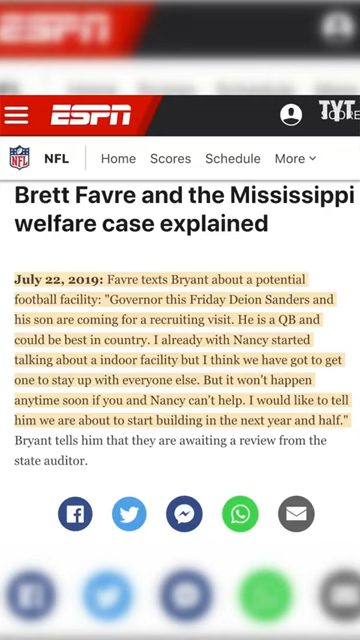 ESPN
ESPN
TYT
SCORE
NFL
NFL
Home
Scores
Schedule
More
Brett Favre and the Mississippi
welfare case explained
July 22, 2019: Favre texts Bryant about a potential
football facility: "Governor this Friday Deion Sanders and
his son are coming for a recruiting visit. He is a QB and
could be best in country. I already with Nancy started
talking about a indoor facility but I think we have got to get
one to stay up with everyone else. But it won't happen
anytime soon if you and Nancy can't help. I would like to tell
him we are about to start building in the next year and half."
Bryant tells him that they are awaiting a review from the
state auditor.